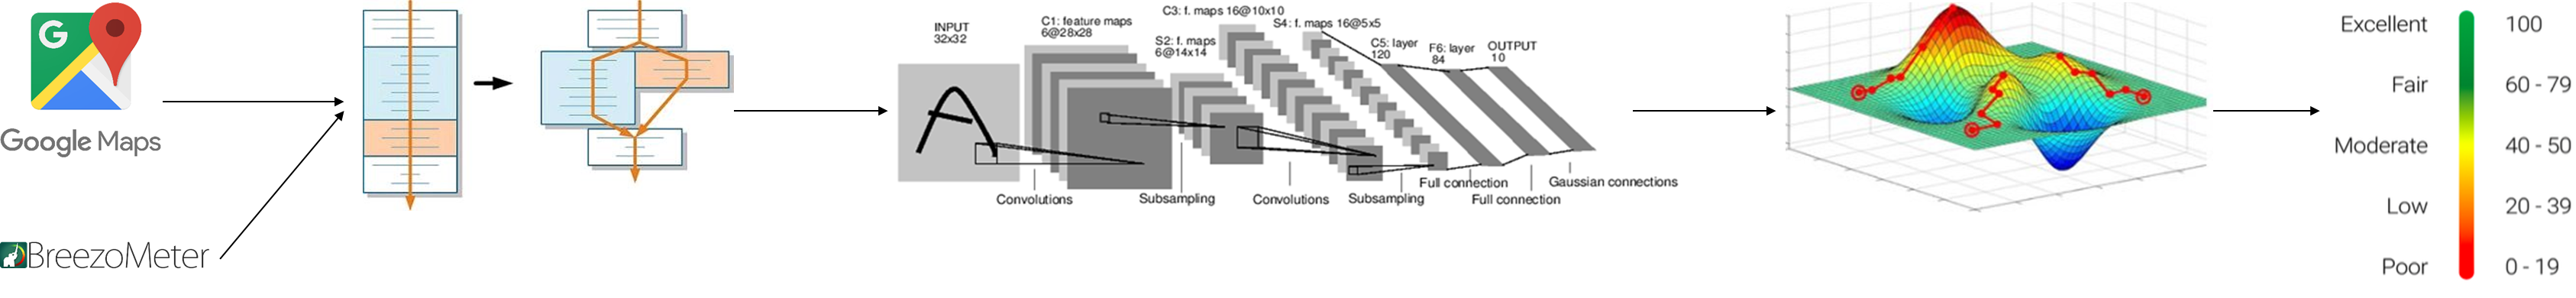 G
Google Maps
BreezoMeter
INPUT
32x32
C1: feature maps
6@28x28
S2: f. maps
6@14x14
C3: f. maps 16@10x10
S4: f. maps 16@5x5
C5: layer
120
F6: layer
84
OUTPUT
10
Convolutions
Subsampling
Convolutions
Subsampling
Full connection
Full connection
Gaussian connections
Excellent 100
Fair 60 - 79
Moderate 40 - 50
Low 20 - 39
Poor 0 - 19